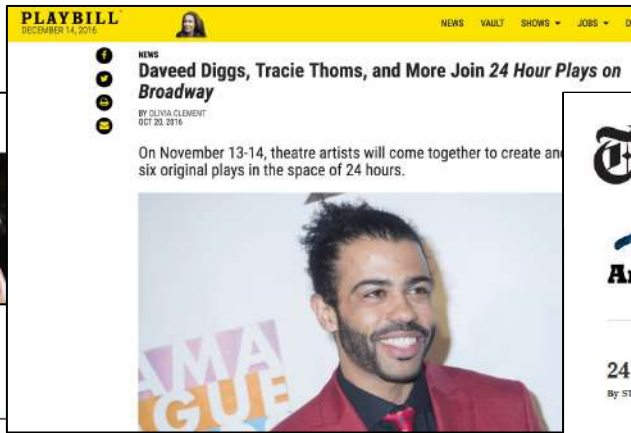 PLAYBILL
DECEMBER 14, 2016
NEWS VAULT SHOWS JOBS
NEWS
Daveed Diggs, Tracie Thoms, and More Join 24 Hour Plays on
Broadway
BY OLIVIA CLEMENT
OCT 20, 2016
On November 13-14, theatre artists will come together to create
six original plays in the space of 24 hours.
AMA
GUE
24
By